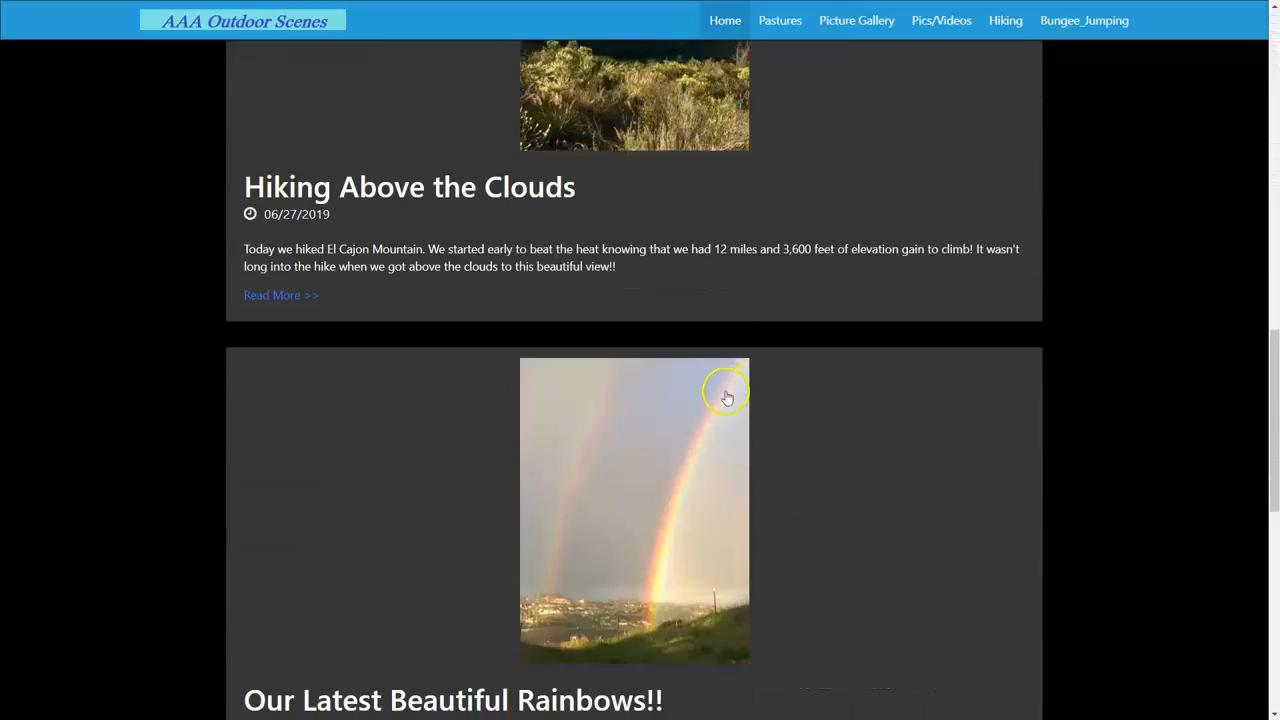 AAA Outdoor Scenes
Home Pastures Picture Gallery Pics/Videos Hiking Bungee_Jumping
Hiking Above the Clouds
06/27/2019
Today we hiked El Cajon Mountain. We started early to beat the heat knowing that we had 12 miles and 3,600 feet of elevation gain to climb! It wasn't
long into the hike when we got above the clouds to this beautiful view!!
Read More >>
Our Latest Beautiful Rainbows!!